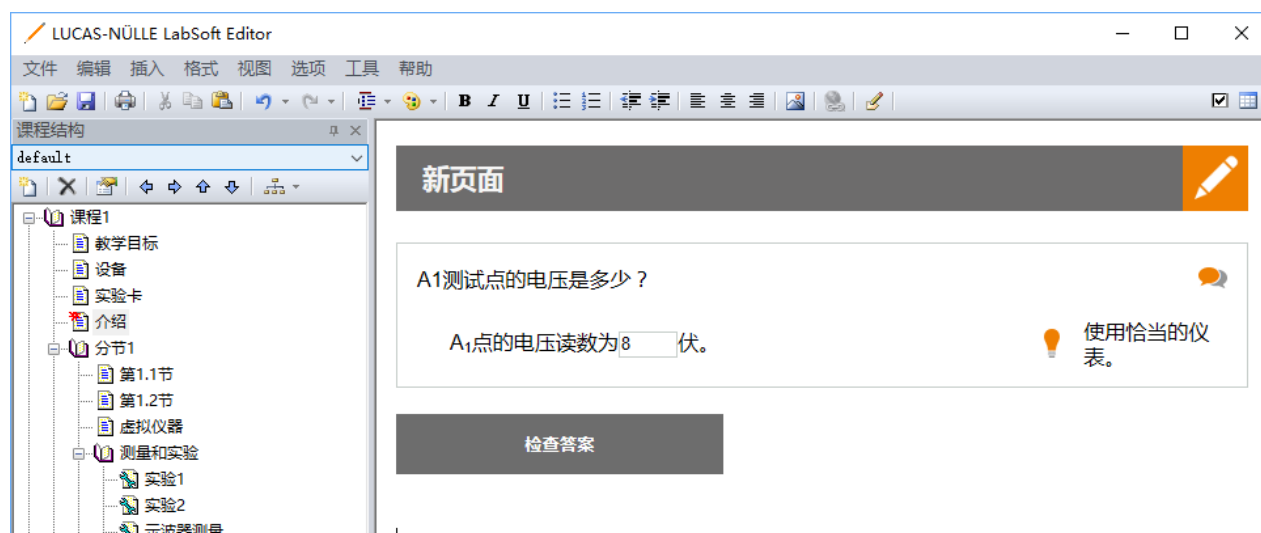 LUCAS-NÜLLE LabSoft Editor
文件 编辑 插入 格式 视图 选项 工具 帮助
B I U
课程结构
default
课程1
教学目标
设备
实验卡
介绍
分节1
第1.1节
第1.2节
虚拟仪器
测量和实验
实验1
实验2
示波器测量
新页面
A1测试点的电压是多少？
A₁点的电压读数为 8 伏。
使用恰当的仪
表。
检查答案